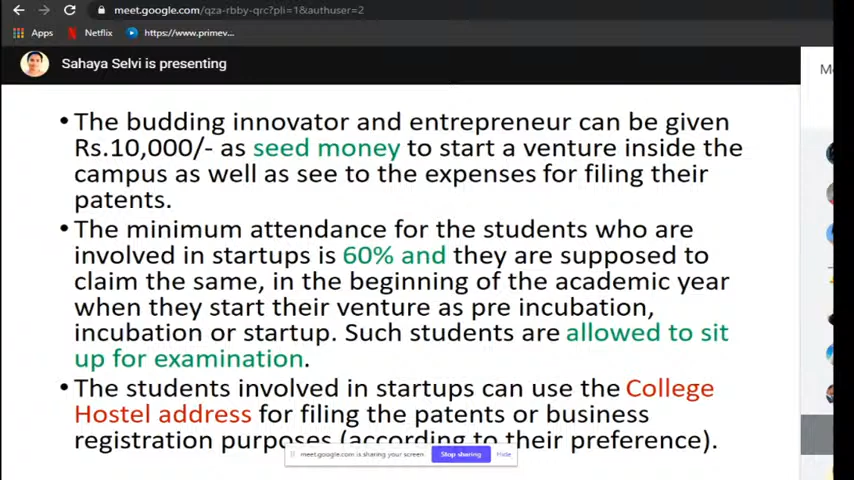 meet.google.com/qza-rbby-qrc?pli=1&authuser=2
Apps Netflix https://www.primev...
Sahaya Selvi is presenting
• The budding innovator and entrepreneur can be given
Rs.10,000/- as seed money to start a venture inside the
campus as well as see to the expenses for filing their
patents.
• The minimum attendance for the students who are
involved in startups is 60% and they are supposed to
claim the same, in the beginning of the academic year
when they start their venture as pre incubation,
incubation or startup. Such students are allowed to sit
up for examination.
• The students involved in startups can use the College
Hostel address for filing the patents or business
registration purposes (according to their preference).
meet.google.com is sharing your screen Stop sharing Hide